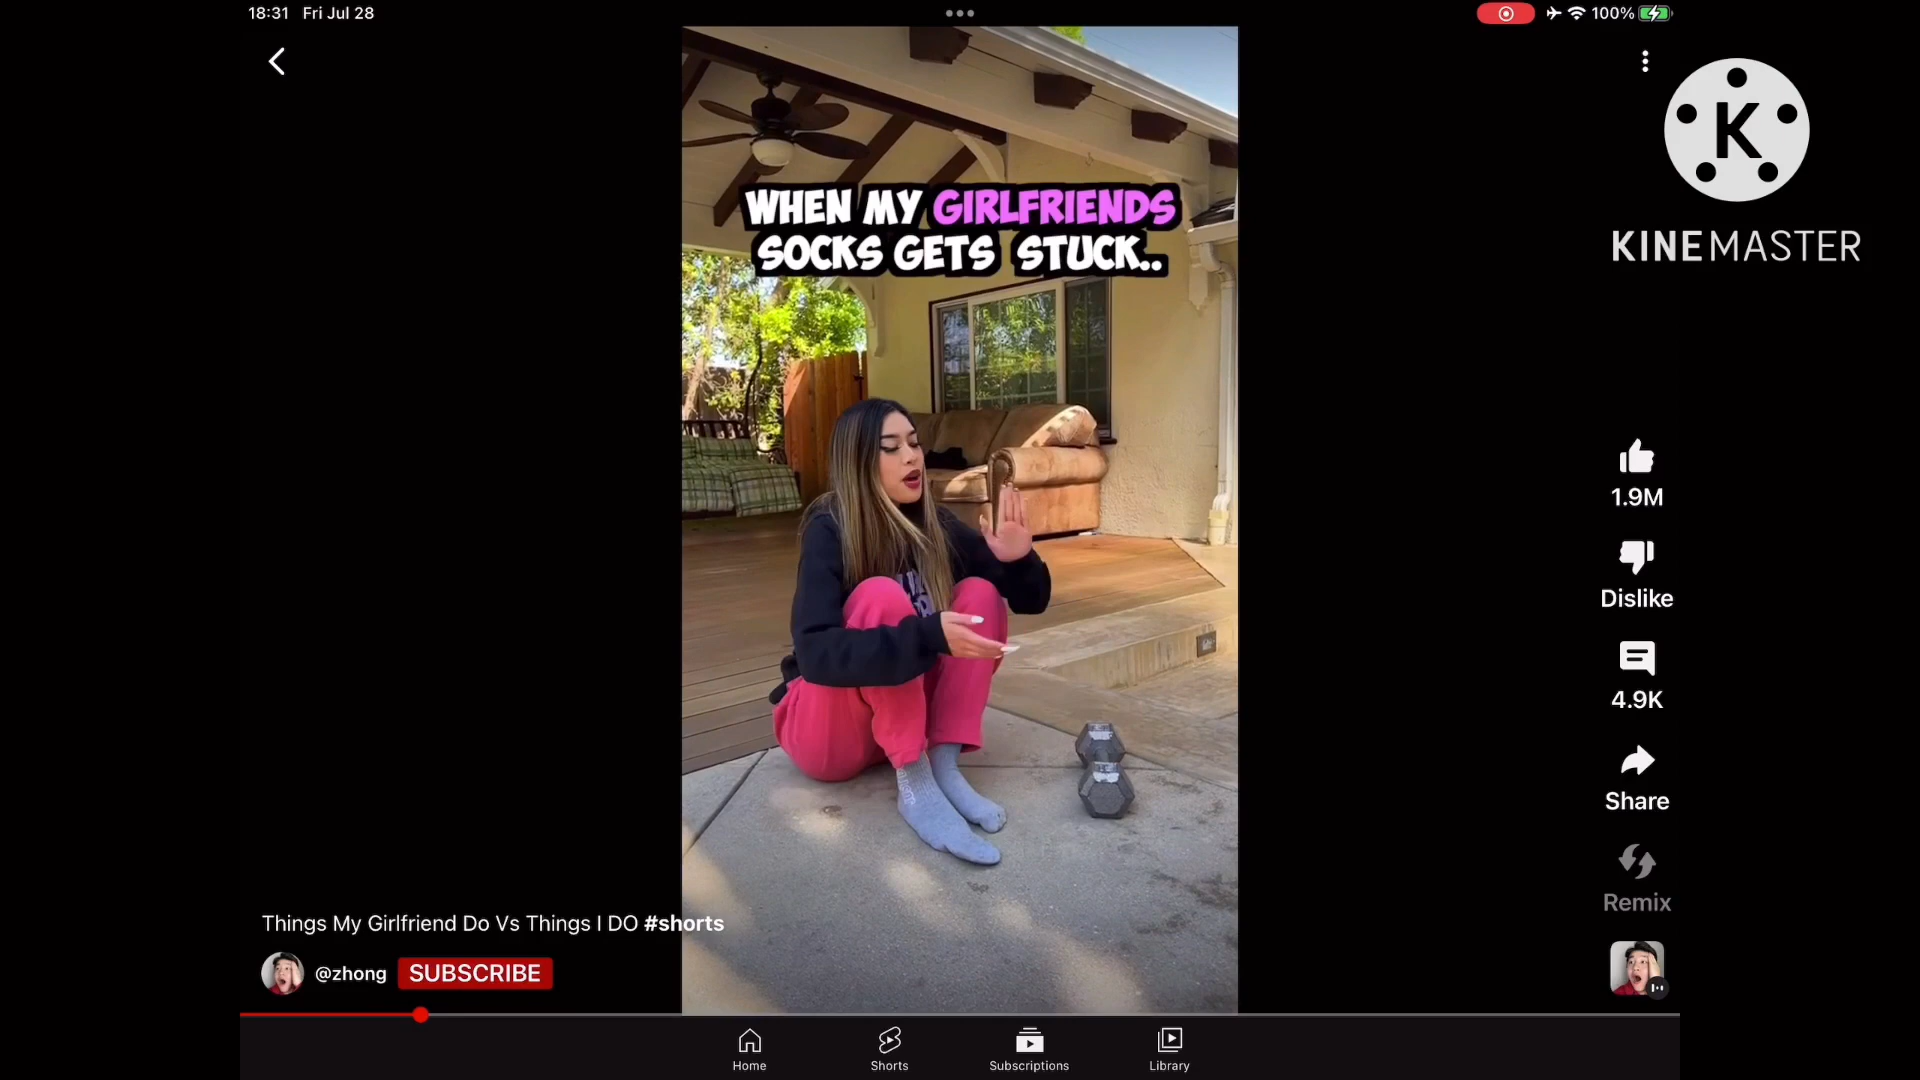 18:31 Fri Jul 28
100%
K
KINEMASTER
WHEN MY GIRLFRIENDS
SOCKS GETS STUCK..
1.9M
Dislike
4.9K
Share
Remix
Things My Girlfriend Do Vs Things I DO #shorts
@zhong SUBSCRIBE
Home
Shorts
Subscriptions
Library